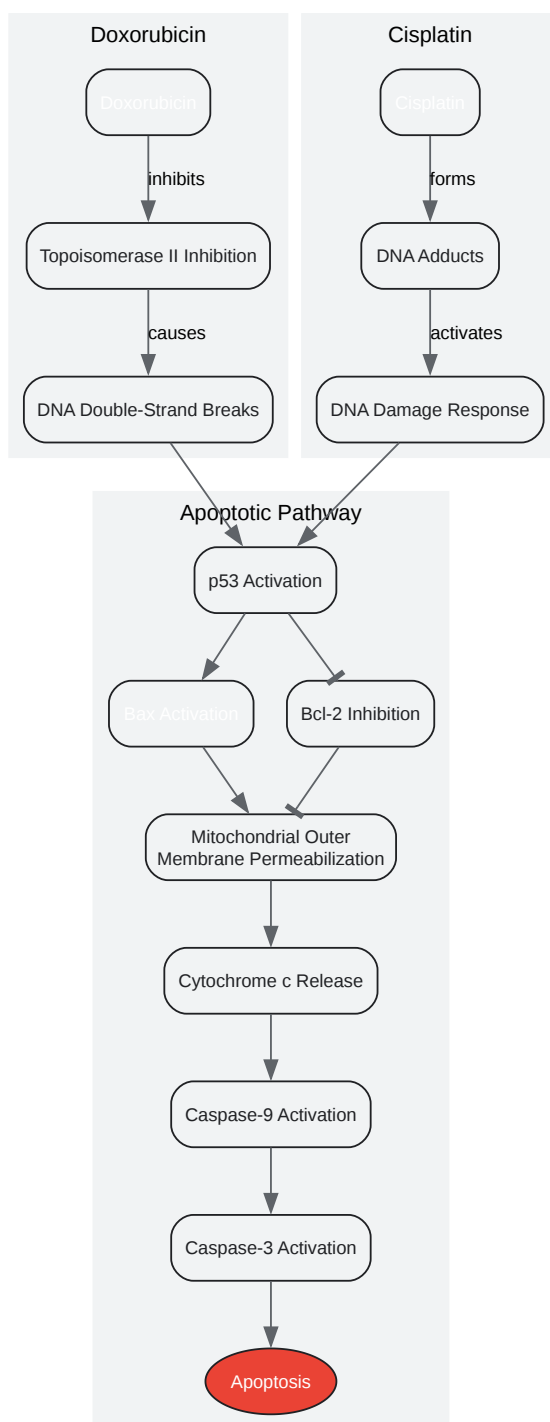 Doxorubicin
Cisplatin
Doxorubicin
Cisplatin
inhibits
forms
Topoisomerase II Inhibition
DNA Adducts
causes
activates
DNA Double-Strand Breaks
DNA Damage Response
Apoptotic Pathway
p53 Activation
Bax Activation
Bcl-2 Inhibition
Mitochondrial Outer
Membrane Permeabilization
Cytochrome c Release
Caspase-9 Activation
Caspase-3 Activation
Apoptosis